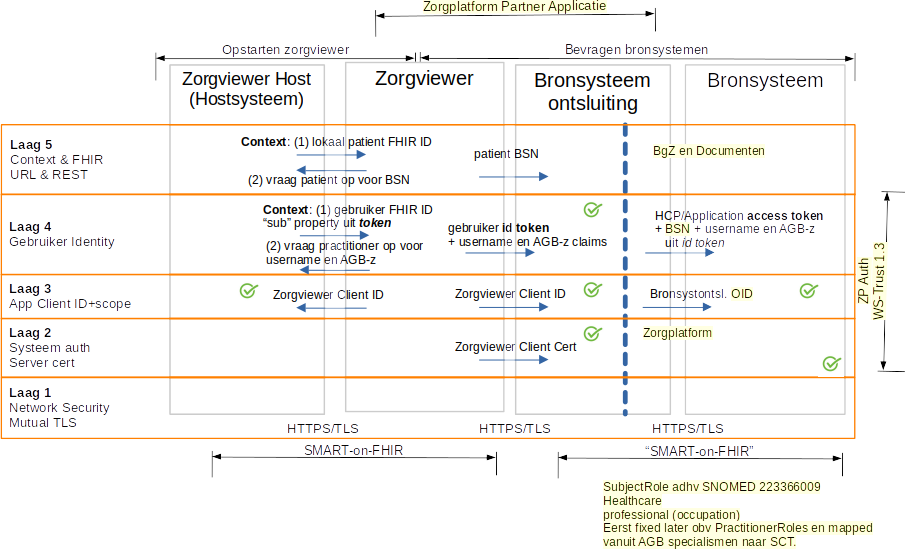 Zorgplatform Partner Applicatie
Opstarten zorgviewer
Bevragen bronsystemen
Zorgviewer Host
(Hostsysteem)
Zorgviewer
Bronsysteem
ontsluiting
Bronsysteem
Laag 5
Context & FHIR
URL & REST
Context: (1) lokaal patient FHIR ID
(2) vraag patient op voor BSN
patient BSN
BgZ en Documenten
Laag 4
Gebruiker Identity
Context: (1) gebruiker FHIR ID
“sub” property uit token
(2) vraag practitioner op voor
username en AGB-z
gebruiker id token
+ username en AGB-z claims
HCP/Application access token
+ BSN + username en AGB-z
uit id token
ZP Auth
WS-Trust 1.3
Laag 3
App Client ID+scope
Zorgviewer Client ID
Zorgviewer Client ID
Bronsystontsl. OID
Laag 2
Systeem auth
Server cert
Zorgviewer Client Cert
Zorgplatform
Laag 1
Network Security
Mutual TLS
HTTPS/TLS
HTTPS/TLS
HTTPS/TLS
SMART-on-FHIR
“SMART-on-FHIR”
SubjectRole adhv SNOMED 223366009
Healthcare
professional (occupation)
Eerst fixed later obv PractitionerRoles en mapped
vanuit AGB specialismen naar SCT.